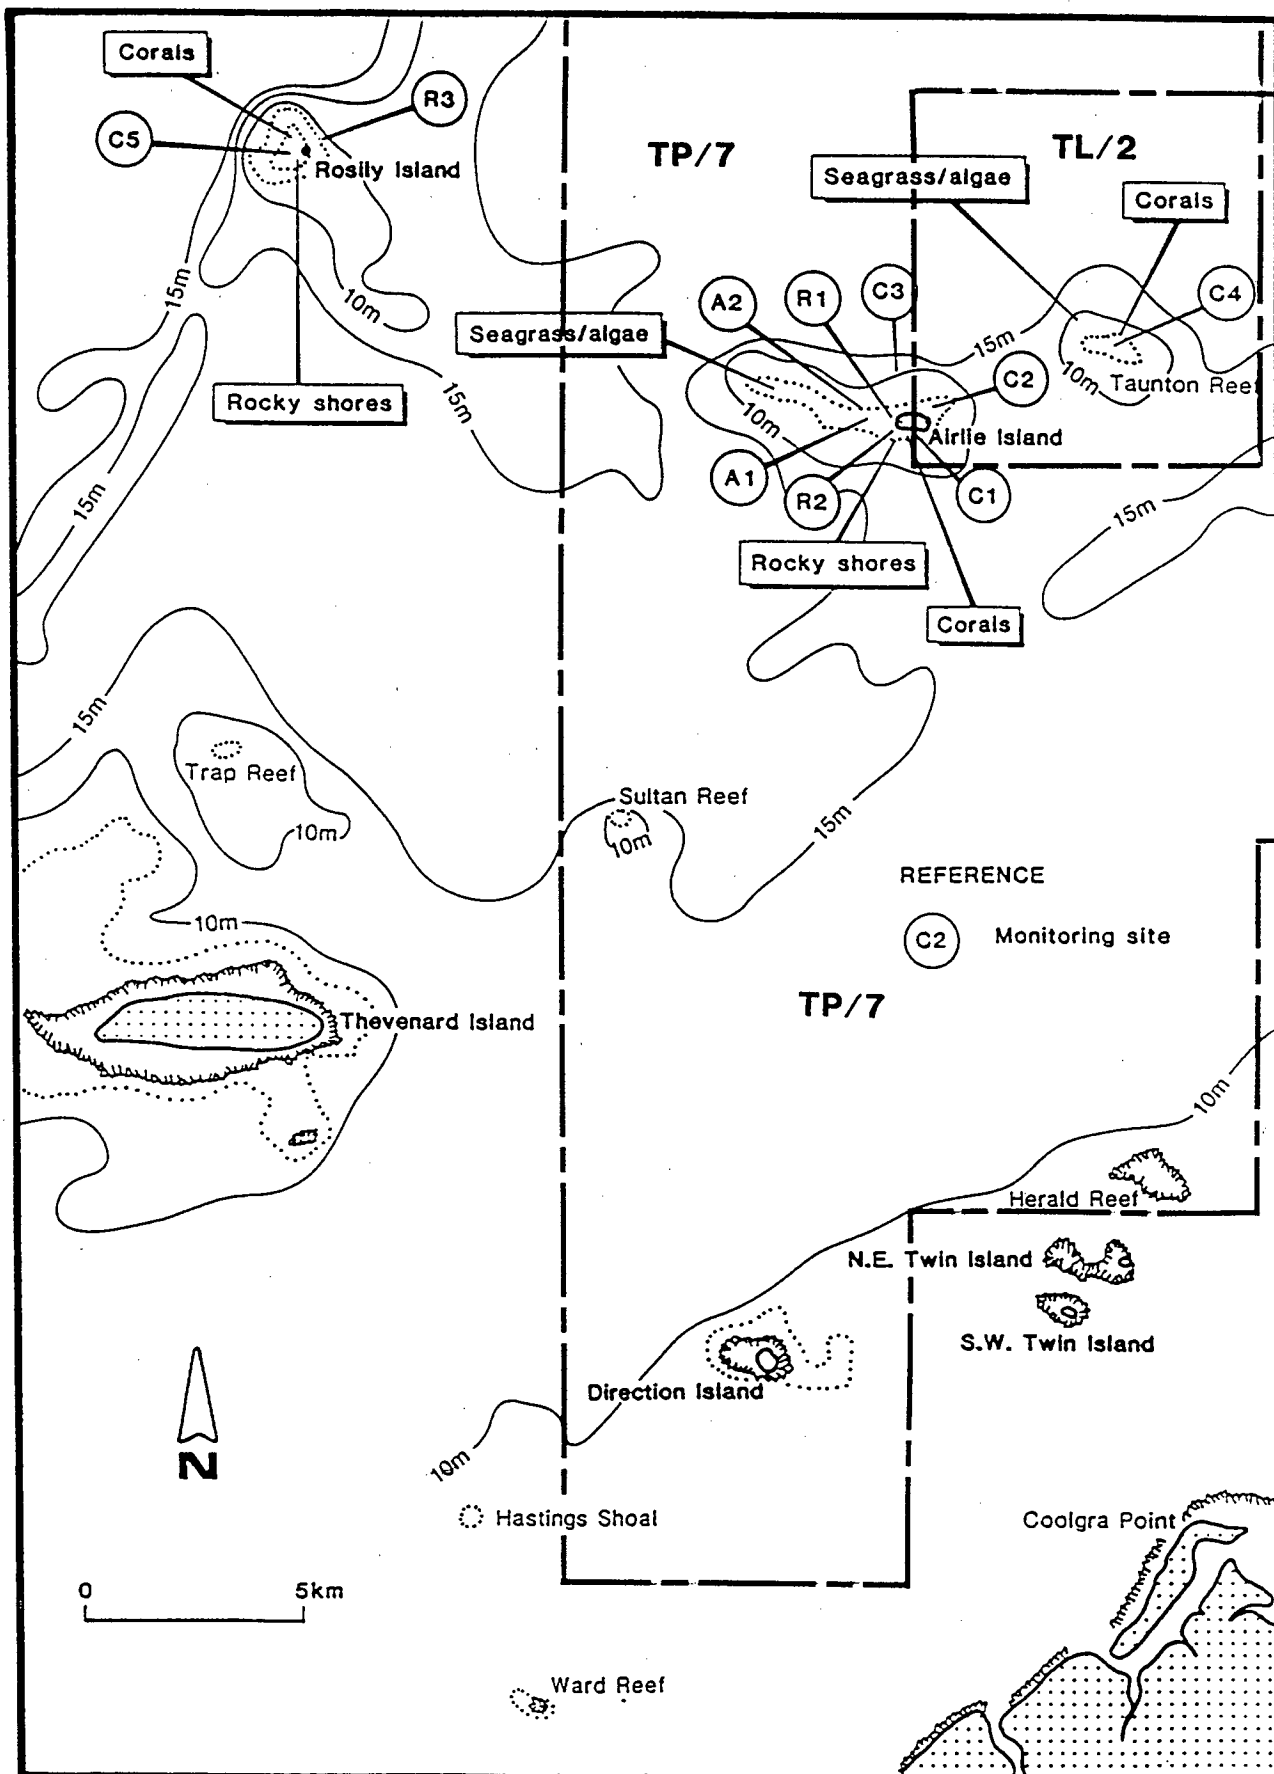 Corals
R3
C5
Rosily Island
TP/7
TL/2
Seagrass/algae
Corals
15m
10m
A2
R1
C3
C4
Seagrass/algae
15m
C2
10m
Taunton Reef
Rocky shores
15m
10m
Airlie Island
A1
R2
C1
15m
15m
Rocky shores
Corals
15m
Trap Reef
Sultan Reef
10m
10m
15m
REFERENCE
10m
C2
Monitoring site
TP/7
Thevenard Island
10m
Herald Reef
N.E. Twin Island
S.W. Twin Island
Direction Island
N
10m
Hastings Shoal
Coolgra Point
0
5km
Ward Reef